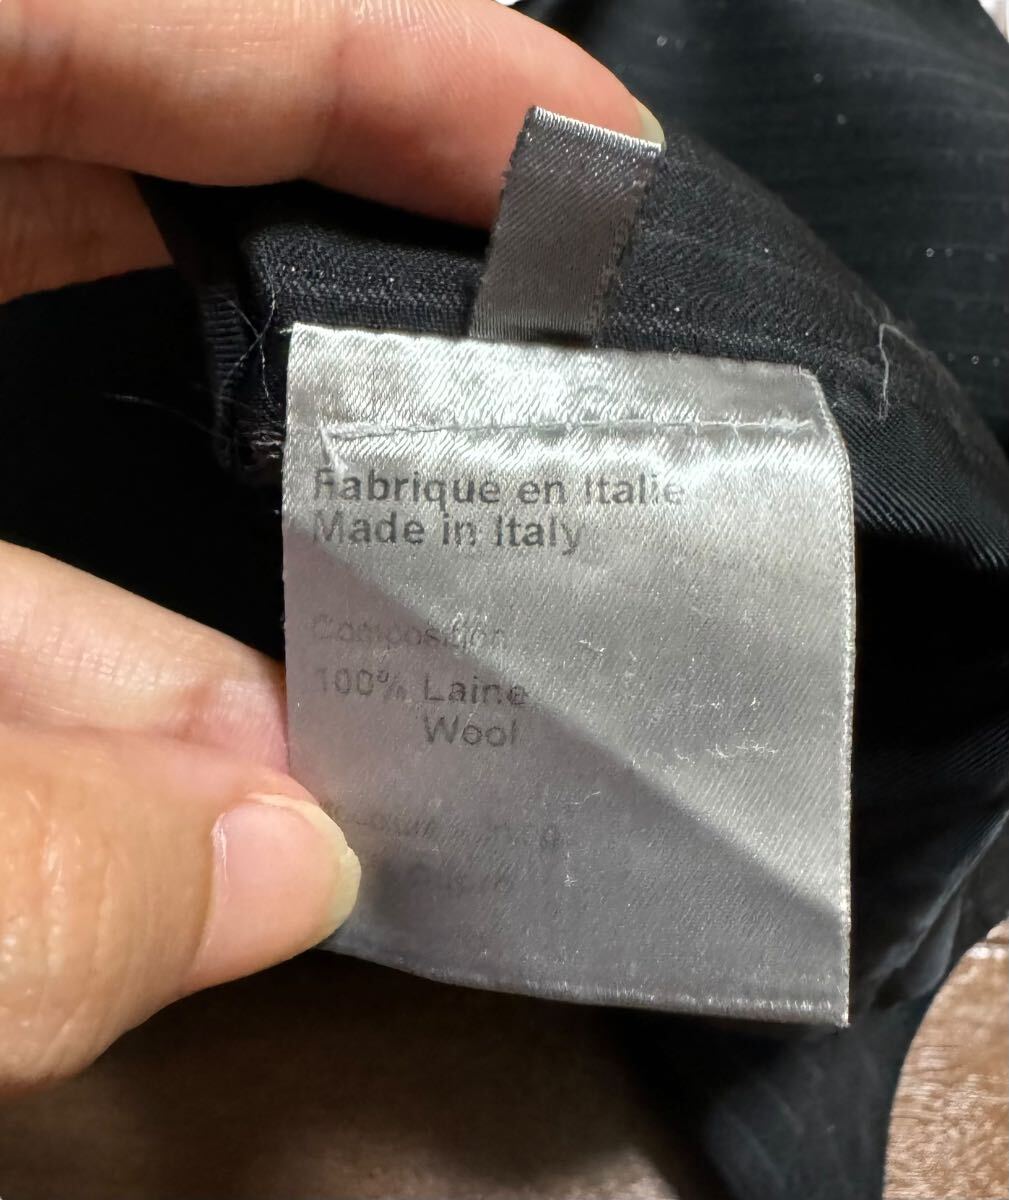 Fabrique en Italie
Made in Italy
Composition
100% Laine
Wool